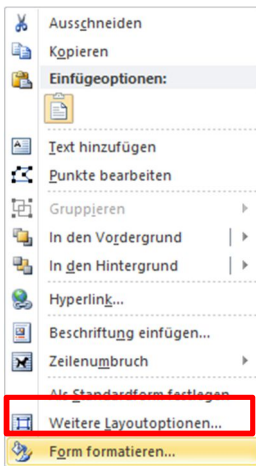 Ausschneiden
Kopieren
Einfügeoptionen:
Text hinzufügen
Punkte bearbeiten
Gruppieren
In den Vordergrund
In den Hintergrund
Hyperlink...
Beschriftung einfügen...
Zeilenumbruch
Als Standardform festlegen
Weitere Layoutoptionen...
Form formatieren...